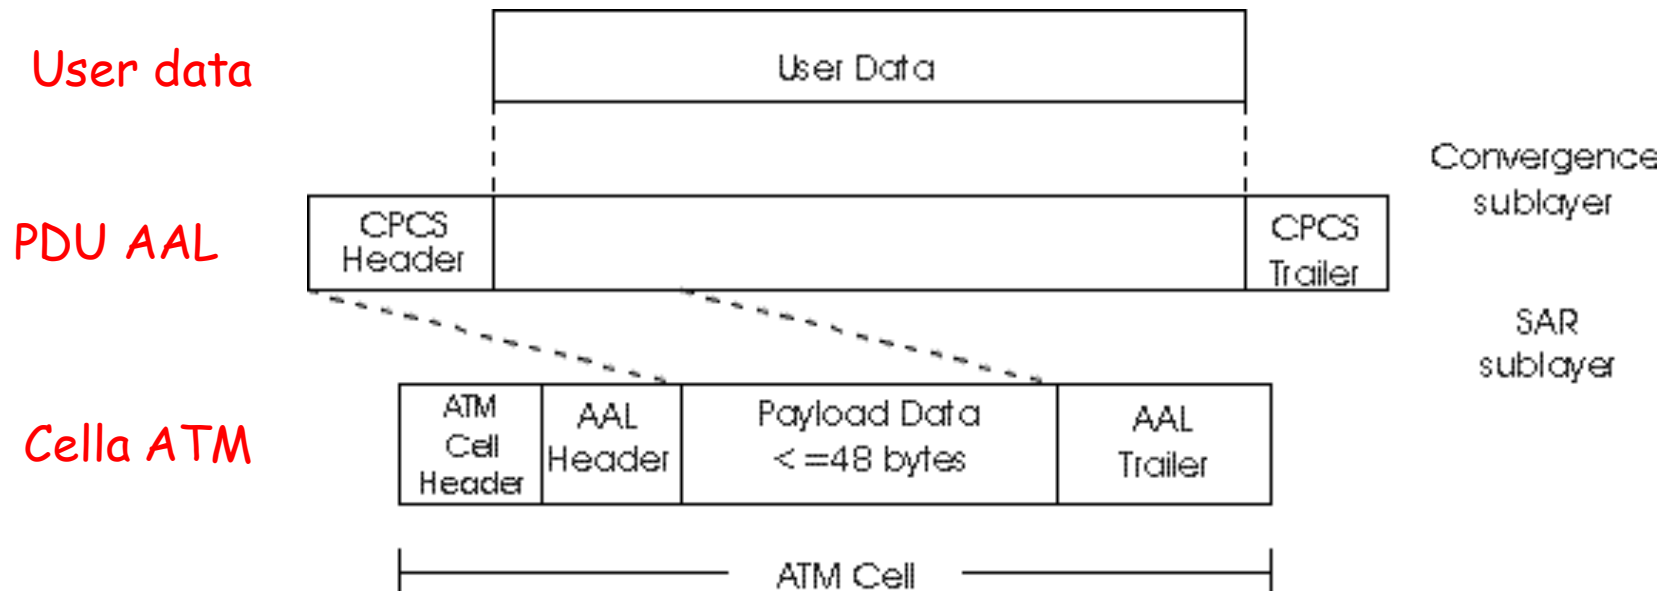 User data
User Data
Convergence
sublayer
PDU AAL
CPCS
Header
CPCS
Trailer
SAR
sublayer
Cella ATM
ATM
Cell
Header
AAL
Header
Payload Data
< =48 bytes
AAL
Trailer
ATM Cell